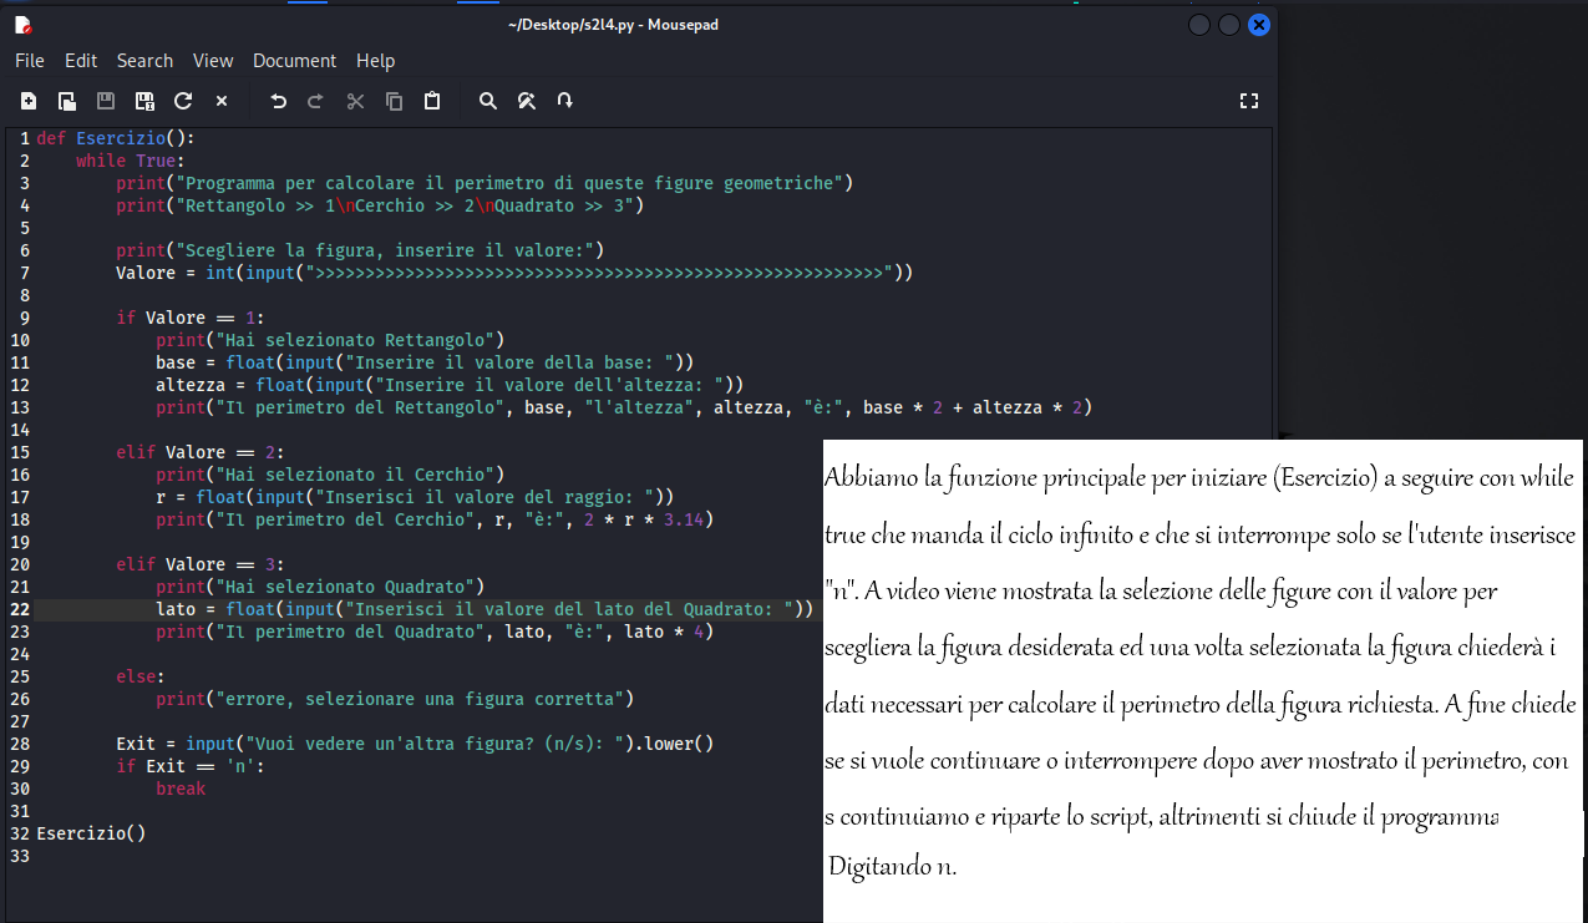 ~/Desktop/s2l4.py - Mousepad
File Edit Search View Document Help
1 def Esercizio():
2     while True:
3         print("Programma per calcolare il perimetro di queste figure geometriche")
4         print("Rettangolo >> 1\nCerchio >> 2\nQuadrato >> 3")
5
6         print("Scegliere la figura, inserire il valore:")
7         Valore = int(input(">>>>>>>>>>>>>>>>>>>>>>>>>>>>>>>>>>>>>>>>>>>>>>>>>>>>>>>>>"))
8
9         if Valore == 1:
10             print("Hai selezionato Rettangolo")
11             base = float(input("Inserire il valore della base: "))
12             altezza = float(input("Inserire il valore dell'altezza: "))
13             print("Il perimetro del Rettangolo", base, "l'altezza", altezza, "è:", base * 2 + altezza * 2)
14
15         elif Valore == 2:
16             print("Hai selezionato il Cerchio")
17             r = float(input("Inserisci il valore del raggio: "))
18             print("Il perimetro del Cerchio", r, "è:", 2 * r * 3.14)
19
20         elif Valore == 3:
21             print("Hai selezionato Quadrato")
22             lato = float(input("Inserisci il valore del lato del Quadrato: "))
23             print("Il perimetro del Quadrato", lato, "è:", lato * 4)
24
25         else:
26             print("errore, selezionare una figura corretta")
27
28         Exit = input("Vuoi vedere un'altra figura? (n/s): ").lower()
29         if Exit == 'n':
30             break
31
32 Esercizio()
33
Abbiamo la funzione principale per iniziare (Esercizio) a seguire con while
true che manda il ciclo infinito e che si interrompe solo se l'utente inserisce
"n". A video viene mostrata la selezione delle figure con il valore per
scegliera la figura desiderata ed una volta selezionata la figura chiederà i
dati necessari per calcolare il perimetro della figura richiesta. A fine chiede
se si vuole continuare o interrompere dopo aver mostrato il perimetro, con
s continuiamo e riparte lo script, altrimenti si chiude il programma
Digitando n.